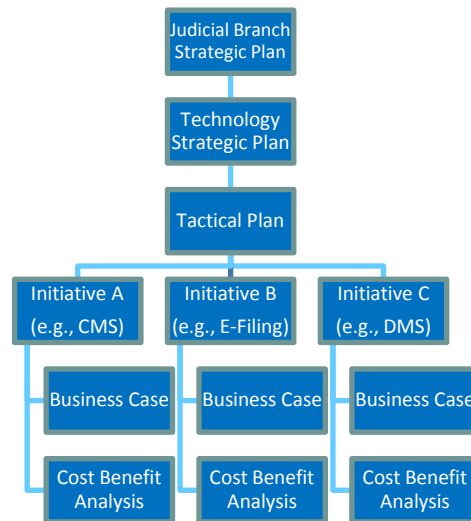 Judicial Branch
Strategic Plan
Technology
Strategic Plan
Tactical Plan
Initiative A
(e.g., CMS)
Initiative B
(e.g., E-Filing)
Initiative C
(e.g., DMS)
Business Case
Business Case
Business Case
Cost Benefit
Analysis
Cost Benefit
Analysis
Cost Benefit
Analysis